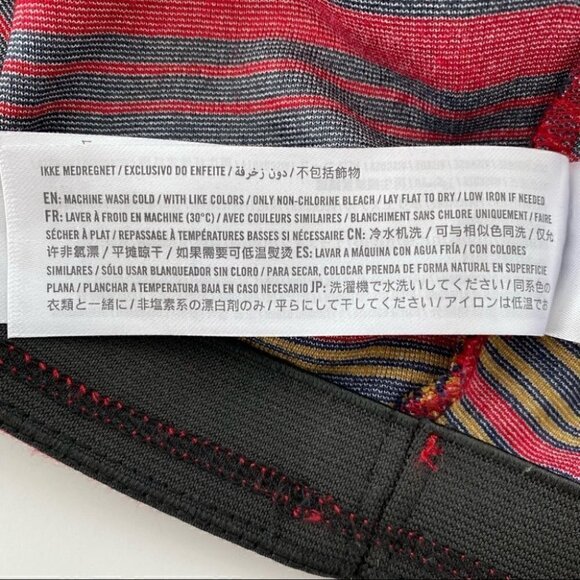 IKKE MEDREGNET / EXCLUSIVO DO ENFEITE / دون زخرفة / 不包括飾物
EN: MACHINE WASH COLD / WITH LIKE COLORS / ONLY NON-CHLORINE BLEACH / LAY FLAT TO DRY / LOW IRON IF NEEDED
FR: LAVER À FROID EN MACHINE (30°C) / AVEC COULEURS SIMILAIRES / BLANCHIMENT SANS CHLORE UNIQUEMENT / FAIRE
SÉCHER À PLAT / REPASSAGE À TEMPÉRATURES BASSES SI NÉCESSAIRE CN: 冷水机洗 / 可与相似色同洗 / 仅允
许非氯漂 / 平摊晾干 / 如果需要可低温熨烫 ES: LAVAR A MÁQUINA CON AGUA FRÍA / CON COLORES
SIMILARES / SÓLO USAR BLANQUEADOR SIN CLORO / PARA SECAR, COLOCAR PRENDA DE FORMA NATURAL EN SUPERFICIE
PLANA / PLANCHAR A TEMPERATURA BAJA EN CASO NECESARIO JP: 洗濯機で水洗いしてください / 同系色の
衣類と一緒に / 非塩素系の漂白剤のみ / 平らにして干してください / アイロンは低温でお